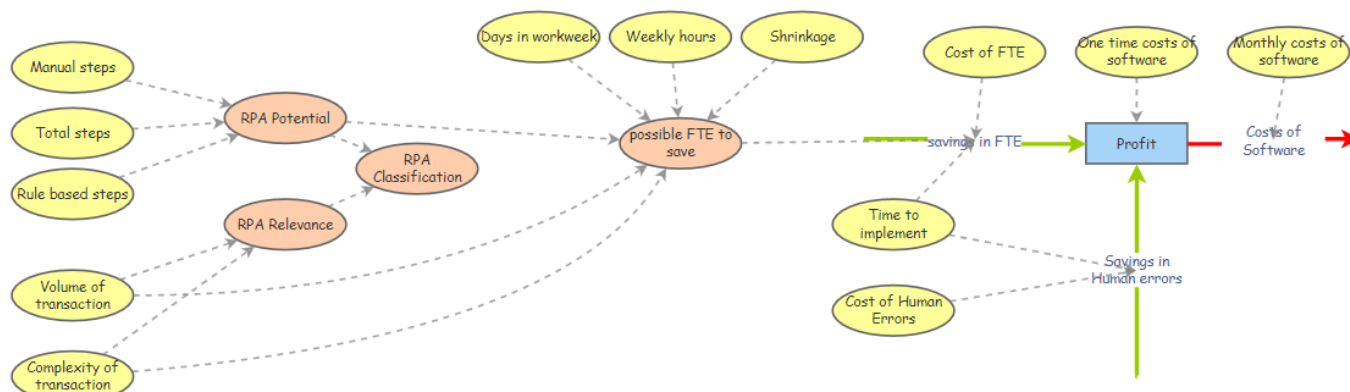 Days in workweek
Weekly hours
Shrinkage
Cost of FTE
One time costs of
software
Monthly costs of
software
Manual steps
RPA Potential
Total steps
possible FTE to
save
savings in FTE
Profit
Costs of
Software
RPA
Classification
Rule based steps
RPA Relevance
Time to
implement
Savings in
Human errors
Volume of
transaction
Cost of Human
Errors
Complexity of
transaction